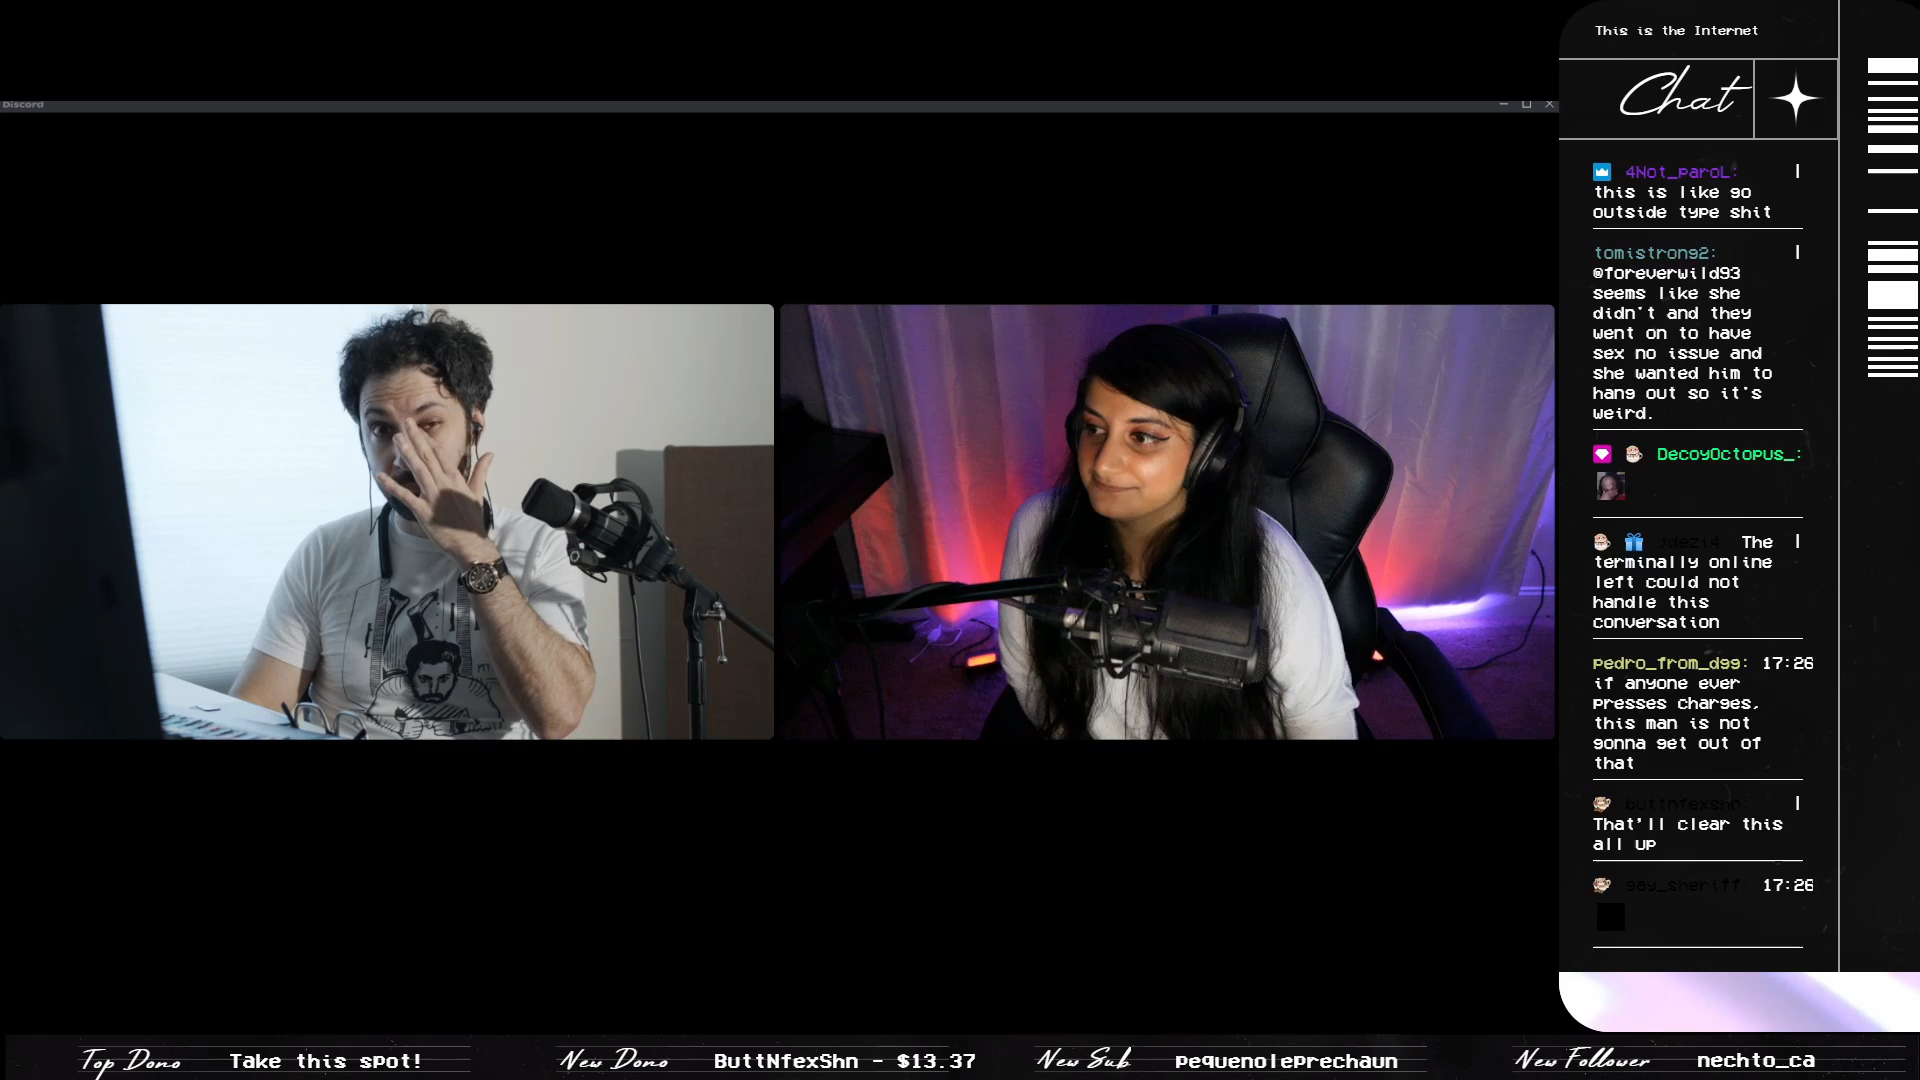 This is the Internet
Chat
Discord
4Not_paroL:
this is like go
outside type shit
tomistrong2:
@foreverwild93
seems like she
didn't and they
went on to have
sex no issue and
she wanted him to
hang out so it's
weird.
DecoyOctopus_:
The
terminally online
left could not
handle this
conversation
pedro_from_d99: 17:26
if anyone ever
presses charges,
this man is not
gonna get out of
that
buttnfexshn:
That'll clear this
all up
gay_sheriff: 17:26
Top Dono Take this spot!
New Dono ButtNfexShn - $13.37
New Sub pequenoleprechaun
New Follower nechto_ca